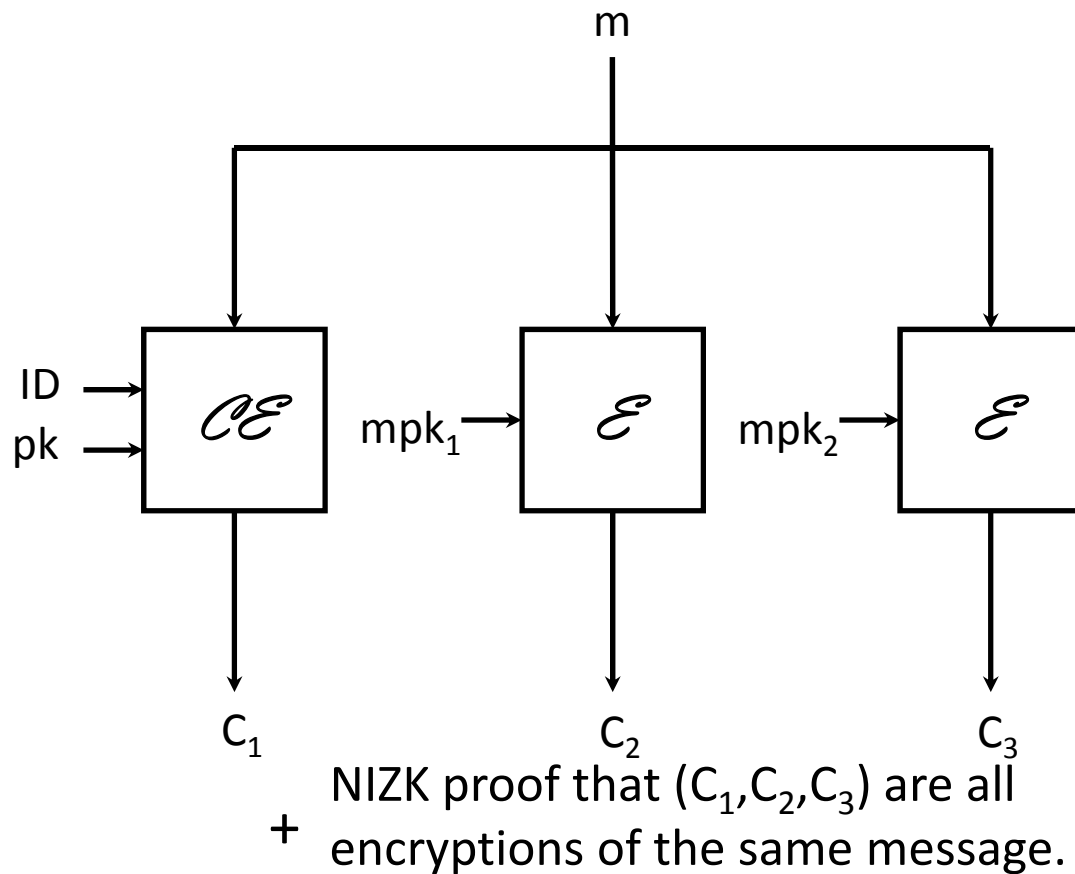 m
ID
pk
𝒞ℰ
mpk₁
ℰ
mpk₂
ℰ
C₁
C₂
C₃
NIZK proof that (C₁,C₂,C₃) are all
+
encryptions of the same message.